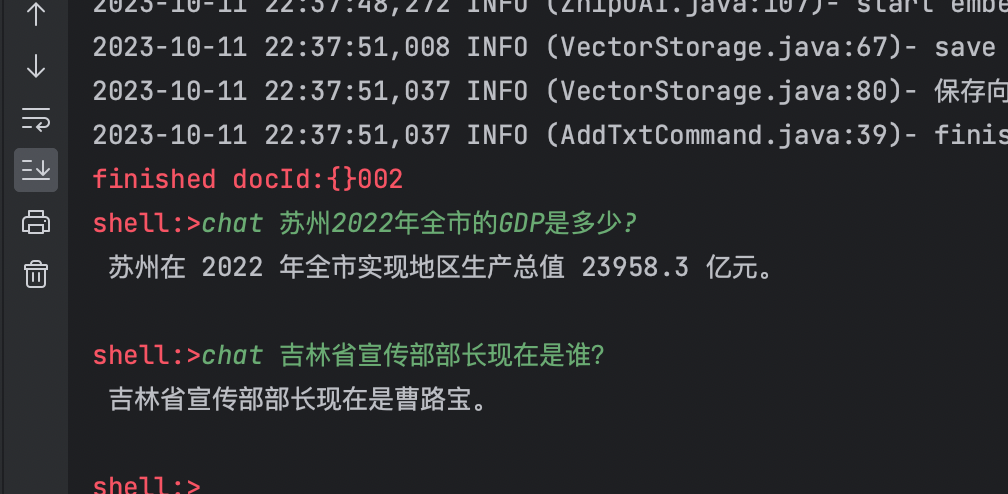 2023-10-11 22:37:48,272 INFO (ZhipuAI.java:107)- start embe
2023-10-11 22:37:51,008 INFO (VectorStorage.java:67)- save
2023-10-11 22:37:51,037 INFO (VectorStorage.java:80)- 保存向
2023-10-11 22:37:51,037 INFO (AddTxtCommand.java:39)- finis
finished docId:{}002
shell:>chat 苏州2022年全市的GDP是多少?
苏州在 2022 年全市实现地区生产总值 23958.3 亿元。
shell:>chat 吉林省宣传部部长现在是谁?
吉林省宣传部部长现在是曹路宝。
shell:>